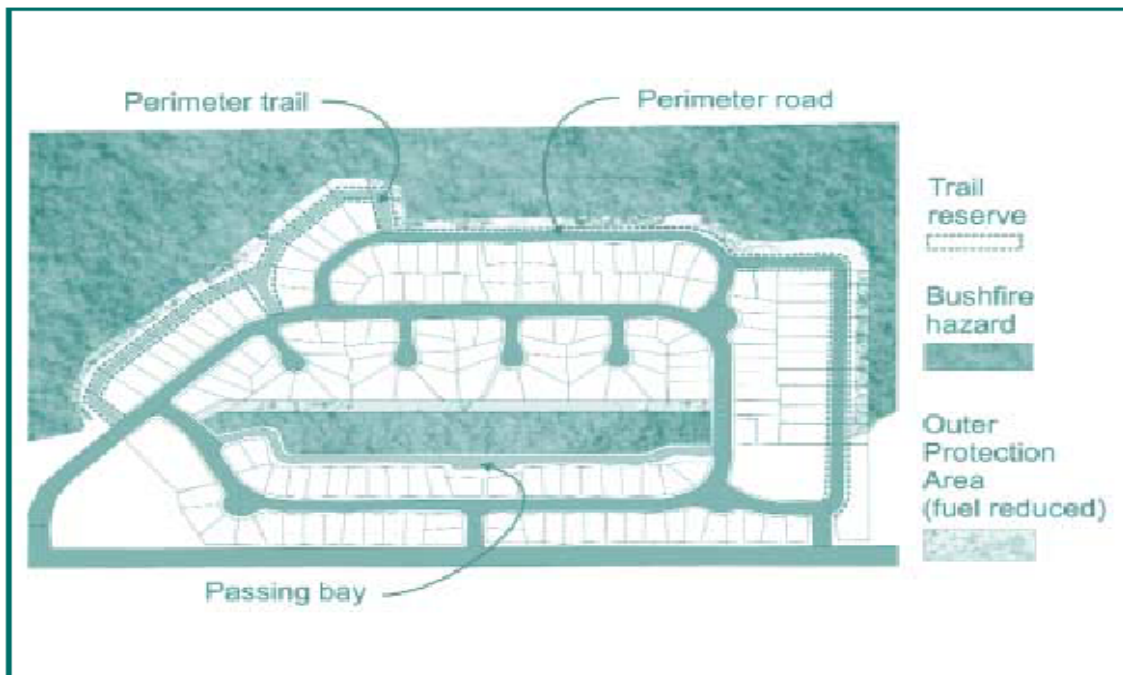 Perimeter trail
Perimeter road
Trail
reserve
Bushfire
hazard
Outer
Protection
Area
(fuel reduced)
Passing bay